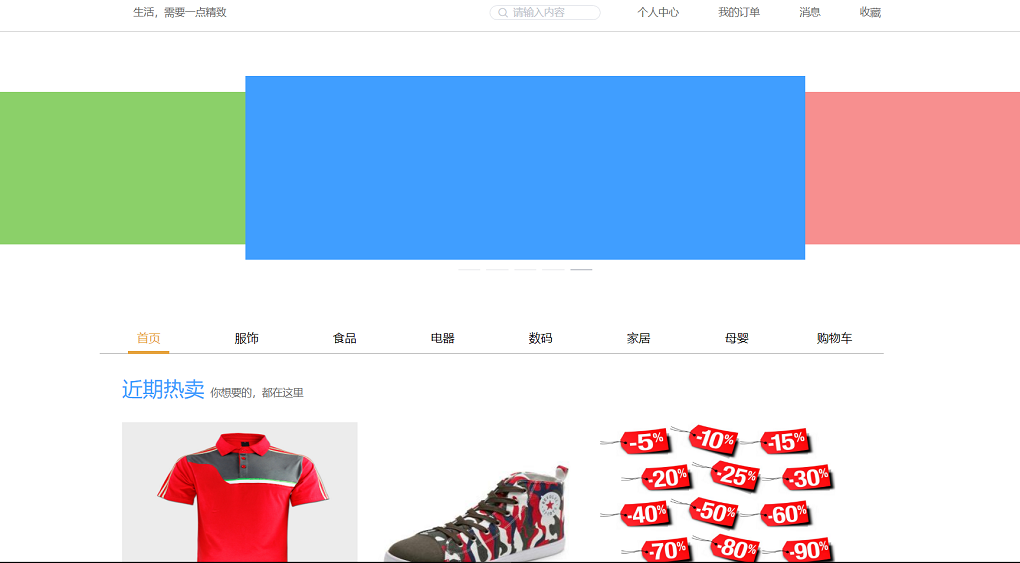 生活，需要一点精致
请输入内容
个人中心
我的订单
消息
收藏
首页
服饰
食品
电器
数码
家居
母婴
购物车
近期热卖 你想要的，都在这里
-5% -10% -15%
-20% -25% -30%
-40% -50% -60%
-70% -80% -90%